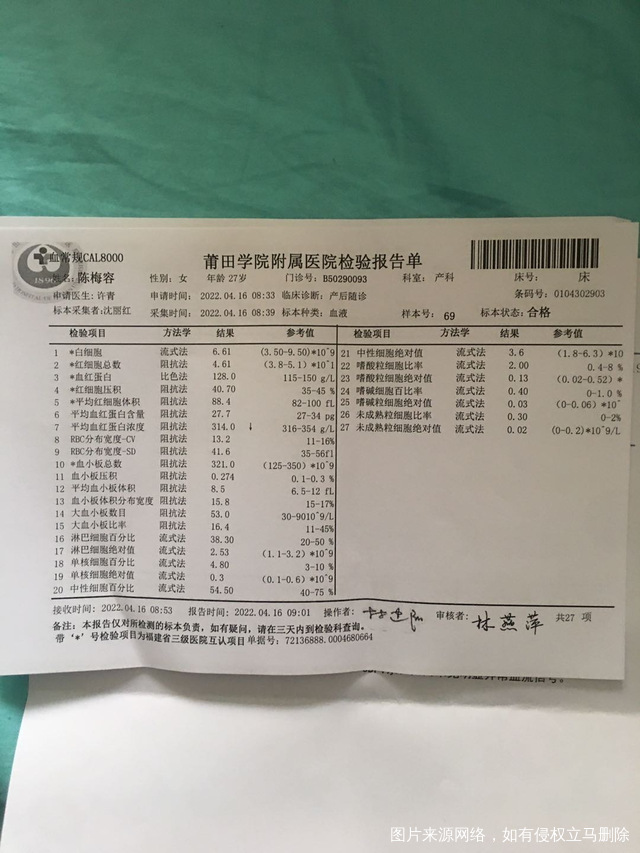 血常规CAL8000
莆田学院附属医院检验报告单
姓名: 陈梅容 性别: 女 年龄 27岁 门诊号: B50290093 科室: 产科 床号: 床
申请医生: 许青 申请时间: 2022.04.16 08:33 临床诊断: 产后随诊 条码号: 0104302903
标本采集者: 沈丽红 采集时间: 2022.04.16 08:39 标本种类: 血液 样本号: 69 标本状态: 合格
检验项目 方法学 结果 参考值 检验项目 方法学 结果 参考值
1 *白细胞 流式法 6.61 (3.50-9.50)*10^9
2 *红细胞总数 阻抗法 4.61 (3.8-5.1)*10^1
3 *血红蛋白 比色法 128.0 115-150 g/L
4 *红细胞压积 阻抗法 40.70 35-45 %
5 *平均红细胞体积 阻抗法 88.4 82-100 fL
6 平均血红蛋白含量 阻抗法 27.7 27-34 pg
7 平均血红蛋白浓度 阻抗法 314.0 ↓ 316-354 g/L
8 RBC分布宽度-CV 阻抗法 13.2 11-16%
9 RBC分布宽度-SD 阻抗法 41.6 35-56fl
10 *血小板总数 阻抗法 321.0 (125-350)*10^9
11 血小板压积 阻抗法 0.274 0.1-0.3 %
12 平均血小板体积 阻抗法 8.5 6.5-12 fL
13 血小板体积分布宽度 阻抗法 15.8 15-17%
14 大血小板数目 阻抗法 53.0 30-9010^9/L
15 大血小板比率 阻抗法 16.4 11-45%
16 淋巴细胞百分比 流式法 38.30 20-50 %
17 淋巴细胞绝对值 流式法 2.53 (1.1-3.2)*10^9
18 单核细胞百分比 流式法 4.80 3-10 %
19 单核细胞绝对值 流式法 0.3 (0.1-0.6)*10^9
20 中性细胞百分比 流式法 54.50 40-75 %
21 中性细胞绝对值 流式法 3.6 (1.8-6.3)*10
22 嗜酸粒细胞比率 流式法 2.00 0.4-8 %
23 嗜酸粒细胞绝对值 流式法 0.13 (0.02-0.52)*
24 嗜碱细胞百分比 流式法 0.40 0-1.0 %
25 嗜碱粒细胞绝对值 流式法 0.03 (0-0.06)*10^
26 未成熟粒细胞比率 流式法 0.30 0-2%
27 未成熟粒细胞绝对值 流式法 0.02 (0-0.2)*10^9/L
接收时间: 2022.04.16 08:53 报告时间: 2022.04.16 09:01 操作者: 审核者: 林燕萍 共27 项
备注: 本报告仅对所检测的标本负责, 如有疑问, 请在三天内到检验科查询。
带 '*' 号检验项目为福建省三级医院互认项目 单据号: 72136888.0004680664
图片来源网络，如有侵权立马删除